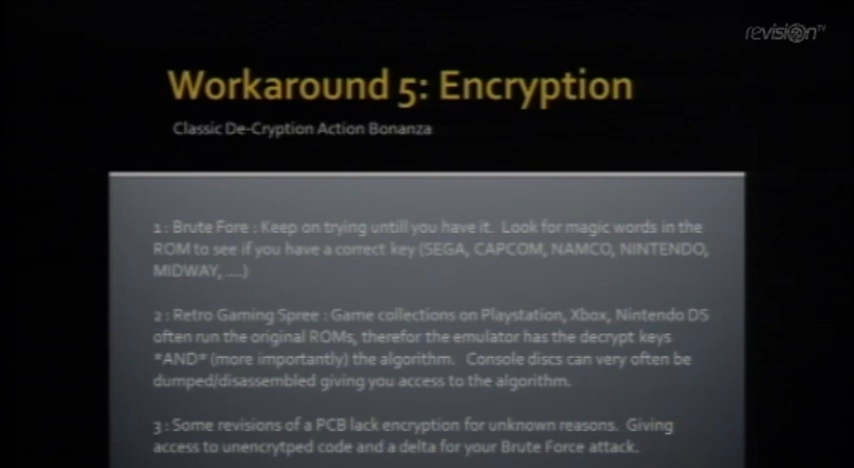 revision TV
Workaround 5: Encryption
Classic De-Cryption Action Bonanza
1 : Brute Fore : Keep on trying untill you have it. Look for magic words in the
ROM to see if you have a correct key (SEGA, CAPCOM, NAMCO, NINTENDO,
MIDWAY, ....)
2 : Retro Gaming Spree : Game collections on Playstation, Xbox, Nintendo DS
often run the original ROMs, therefor the emulator has the decrypt keys
*AND* (more importantly) the algorithm. Console discs can very often be
dumped/disassembled giving you access to the algorithm.
3 : Some revisions of a PCB lack encryption for unknown reasons. Giving
access to unencrytped code and a delta for your Brute Force attack.